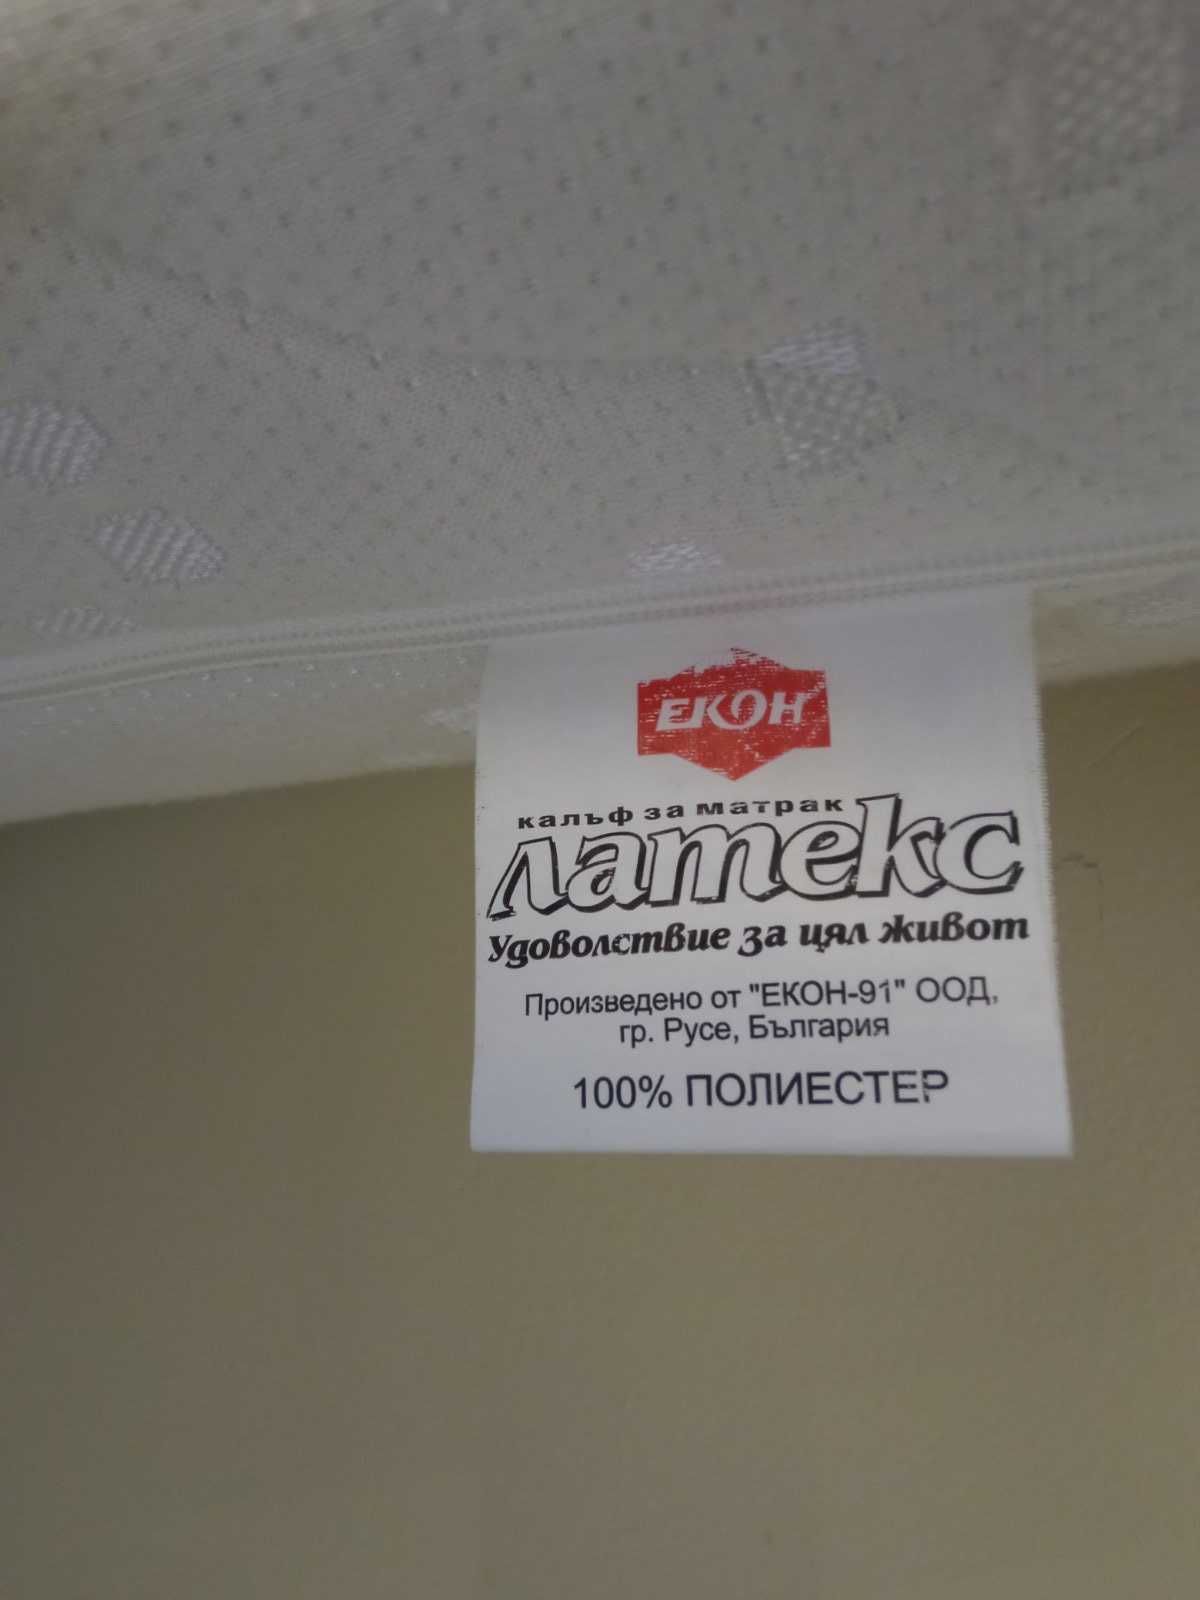 ЕКОН
калъф за матрак
Латекс
Удоволствие за цял живот
Произведено от "ЕКОН-91" ООД,
гр. Русе, България
100% ПОЛИЕСТЕР